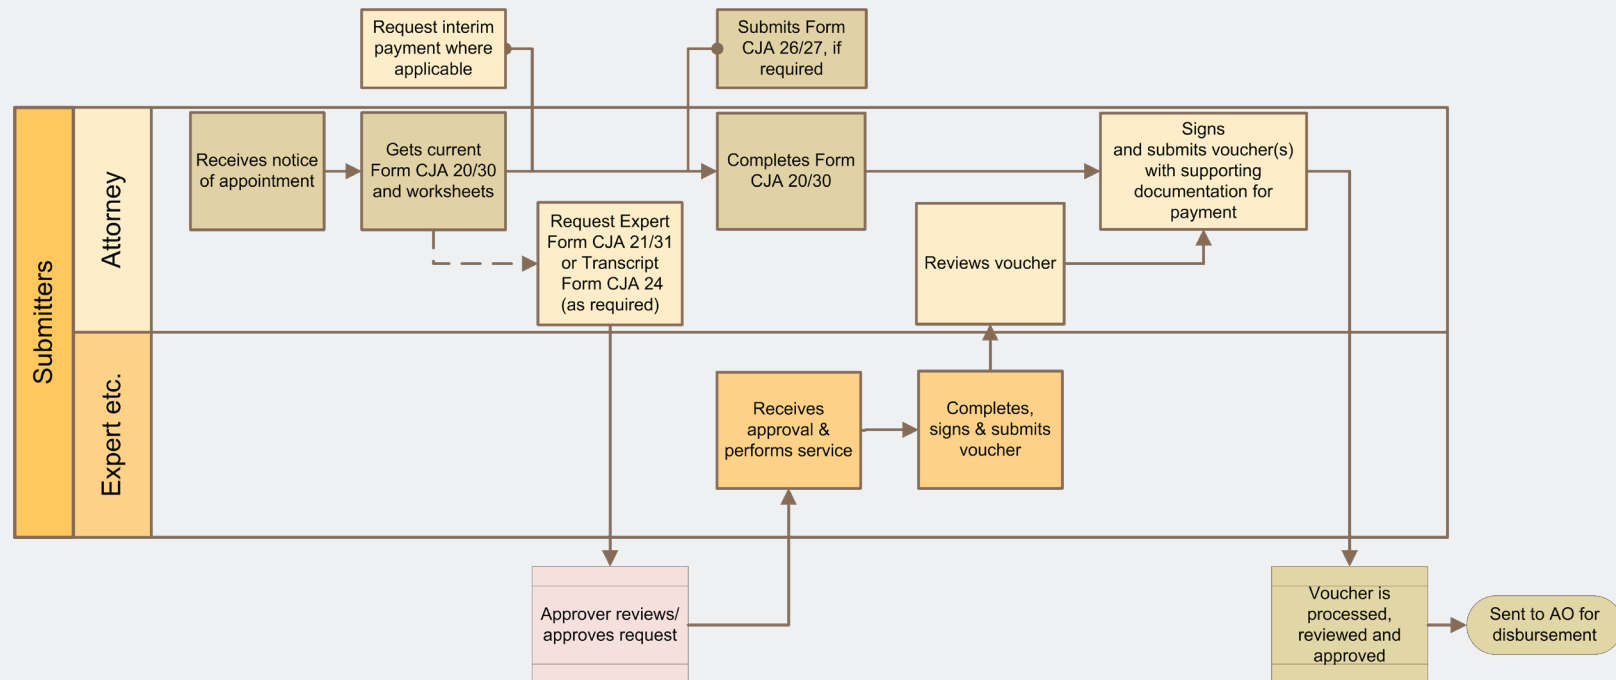 Request interim
payment where
applicable
Submits Form
CJA 26/27, if
required
Submitters
Attorney
Receives notice
of appointment
Gets current
Form CJA 20/30
and worksheets
Completes Form
CJA 20/30
Signs
and submits voucher(s)
with supporting
documentation for
payment
Request Expert
Form CJA 21/31
or Transcript
Form CJA 24
(as required)
Reviews voucher
Expert etc.
Receives
approval &
performs service
Completes,
signs & submits
voucher
Approver reviews/
approves request
Voucher is
processed,
reviewed and
approved
Sent to AO for
disbursement